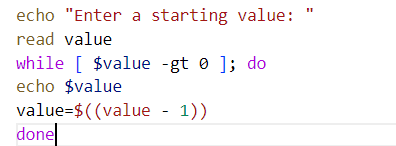 echo "Enter a starting value: "
read value
while [ $value -gt 0 ]; do
echo $value
value=$((value - 1))
done